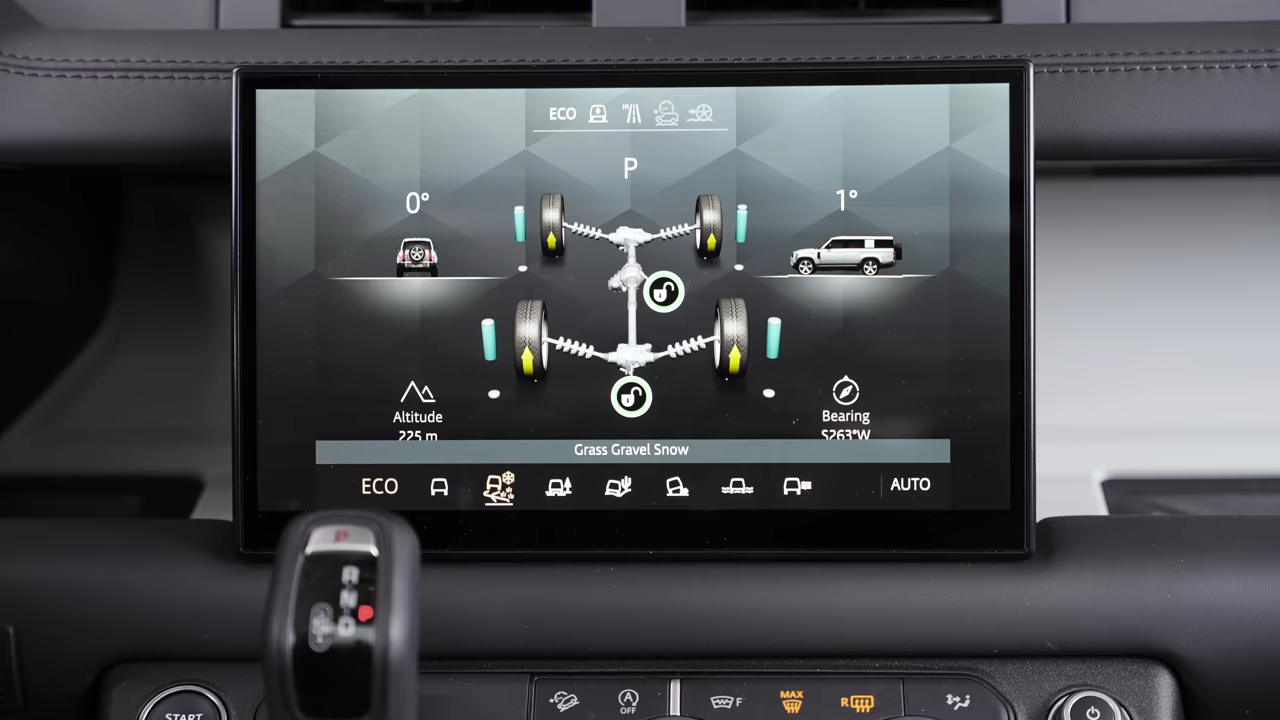 ECO
P
0°
1°
Altitude
225 m
Bearing
S263°W
Grass Gravel Snow
ECO
AUTO
P
R
N
D
START
A
OFF
F
MAX
R